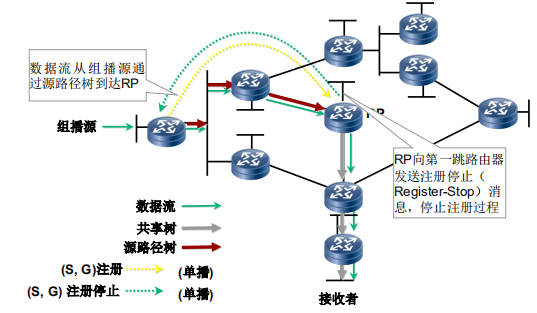 数据流从组播源通
过源路径树到达RP
组播源
RP
RP向第一跳路由器
发送注册停止（
Register-Stop）消
息，停止注册过程
数据流
共享树
源路径树
(S, G)注册 (单播)
(S, G) 注册停止 (单播)
接收者